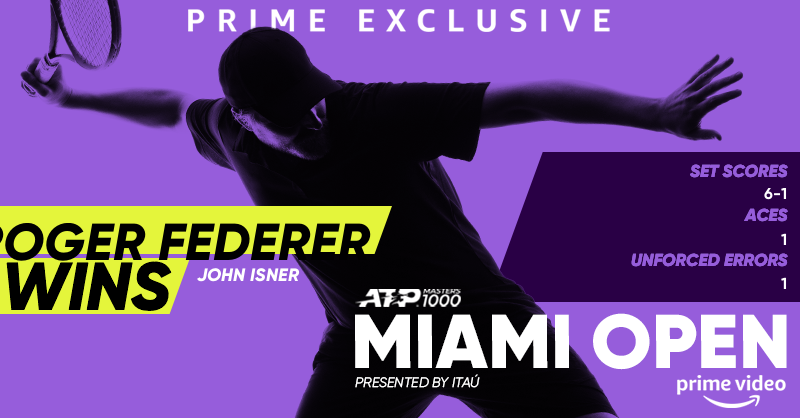 PRIME EXCLUSIVE
ROGER FEDERER
WINS
JOHN ISNER
SET SCORES
6-1
ACES
1
UNFORCED ERRORS
1
ATP MASTERS 1000
MIAMI OPEN
PRESENTED BY ITAÚ
prime video